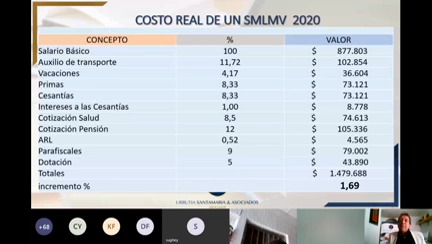 COSTO REAL DE UN SMLMV 2020
CONCEPTO % VALOR
Salario Básico 100 $ 877.803
Auxilio de transporte 11,72 $ 102.854
Vacaciones 4,17 $ 36.604
Primas 8,33 $ 73.121
Cesantías 8,33 $ 73.121
Intereses a las Cesantías 1,00 $ 8.778
Cotización Salud 8,5 $ 74.613
Cotización Pensión 12 $ 105.336
ARL 0,52 $ 4.565
Parafiscales 9 $ 79.002
Dotación 5 $ 43.890
Totales $ 1.479.688
incremento % 1,69
URRUTIA SANTAMARIA & ASOCIADOS
+68 CY KF DF S